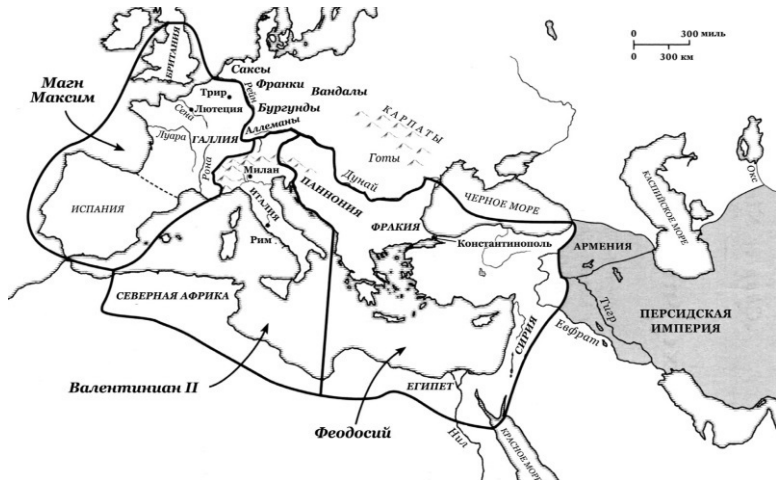 0 300 миль
0 300 км
БРИТАНИЯ
Саксы
Франки
Вандалы
Магн
Максим
Трир
Рейн
Лютеция
Бургунды
Сена
Аллеманы
КАРПАТЫ
Луара
ГАЛЛИЯ
Готы
Рона
Милан
Дунай
ПАННОНИЯ
ИСПАНИЯ
ИТАЛИЯ
ЧЕРНОЕ МОРЕ
КАСПИЙСКОЕ МОРЕ
Окс
ФРАКИЯ
Рим
Константинополь
АРМЕНИЯ
СЕВЕРНАЯ АФРИКА
Тигр
ПЕРСИДСКАЯ
ИМПЕРИЯ
Евфрат
СИРИЯ
Валентиниан II
ЕГИПЕТ
Феодосий
Нил
КРАСНОЕ МОРЕ